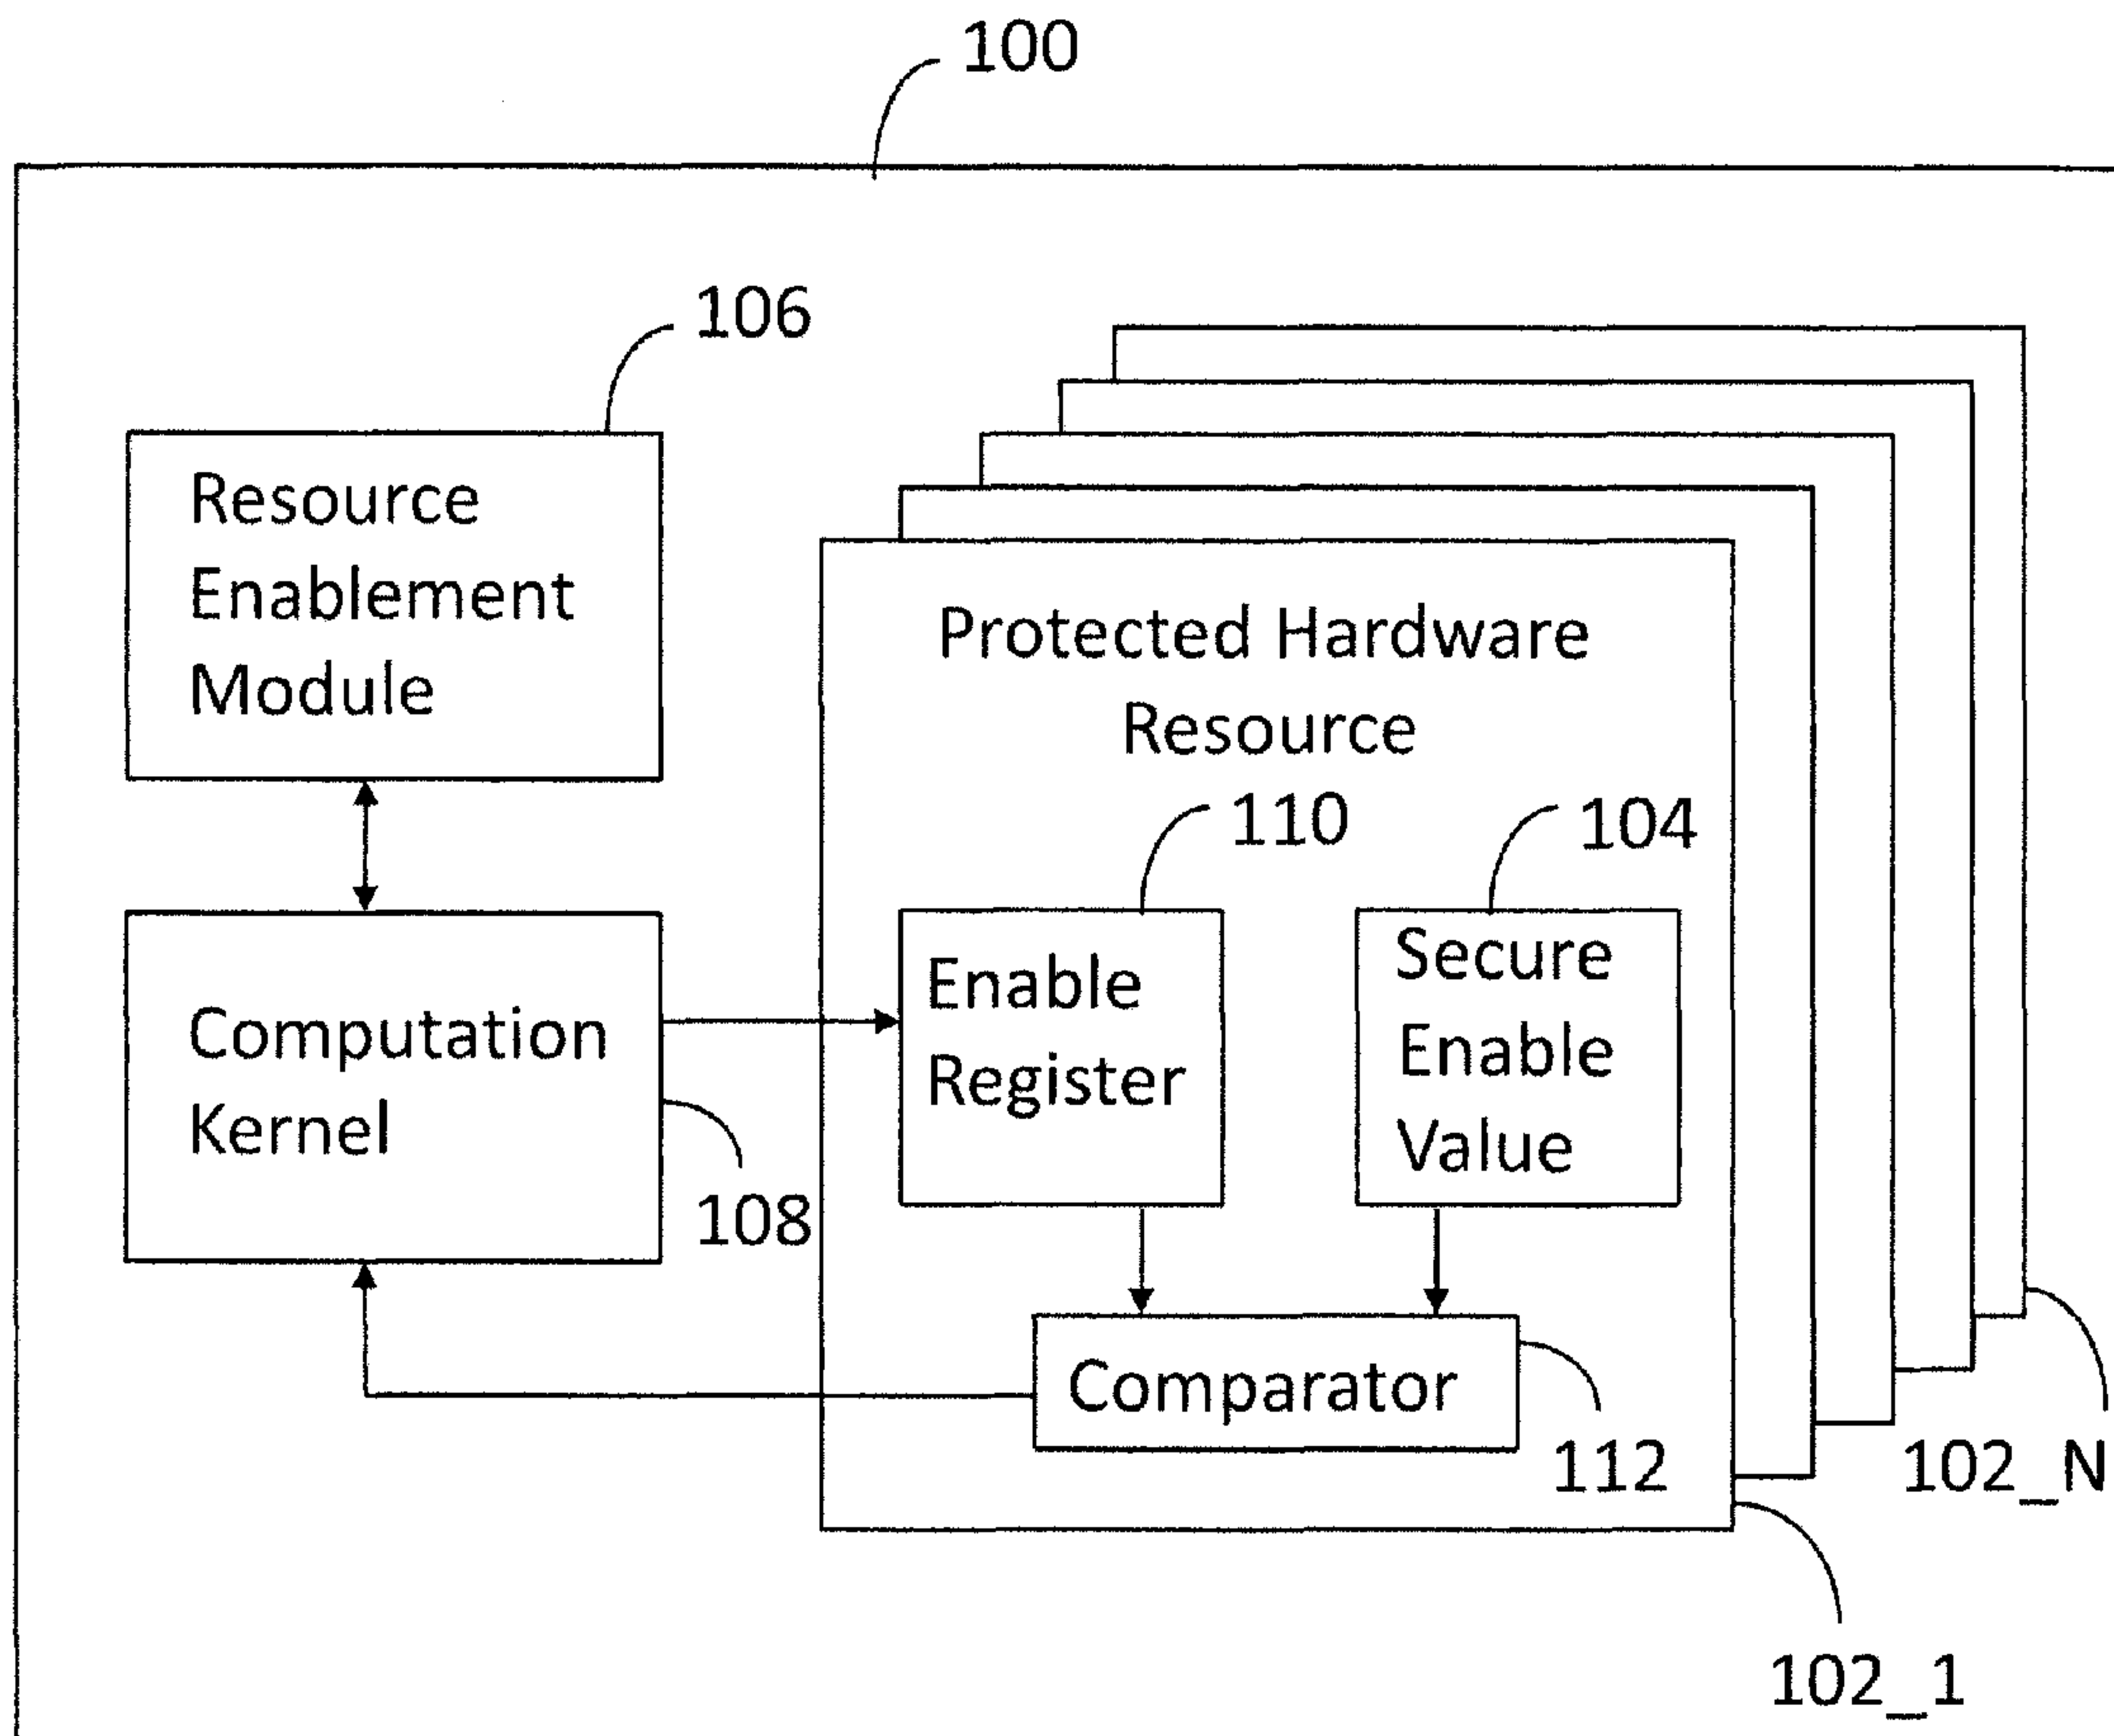 100
106
Resource
Enablement
Module
Protected Hardware
Resource
110
104
Enable
Register
Secure
Enable
Value
Computation
Kernel
108
Comparator
112
102_N
102_1